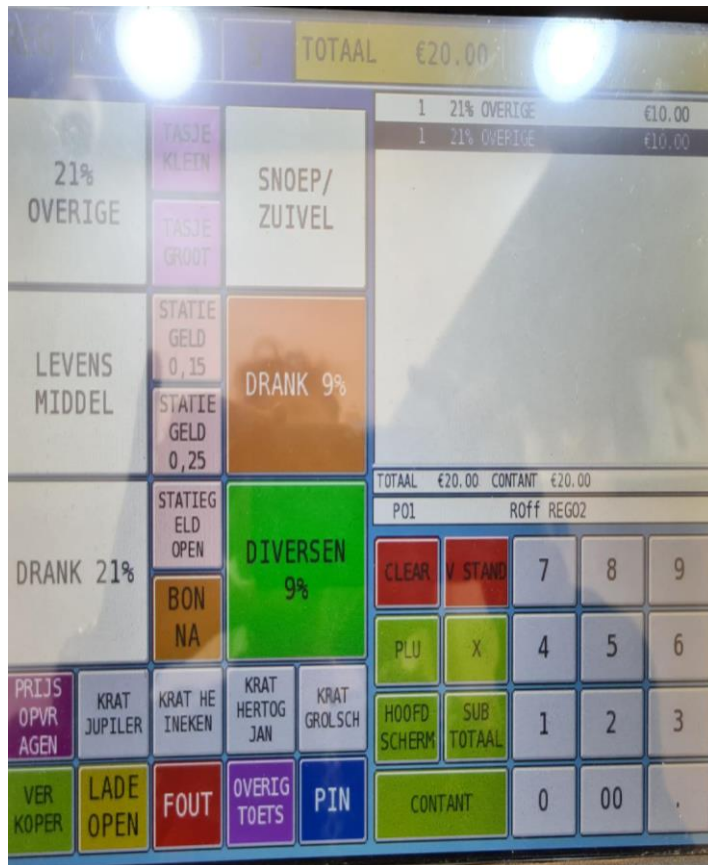 TOTAAL €20.00
1 21% OVERIGE €10.00
1 21% OVERIGE €10.00
21%
OVERIGE
TASJE
KLEIN
TASJE
GROOT
SNOEP/
ZUIVEL
LEVENS
MIDDEL
STATIE
GELD
0,15
STATIE
GELD
0,25
DRANK 9%
TOTAAL €20.00 CONTANT €20.00
PO1 ROff REG02
DRANK 21%
STATIEG
ELD
OPEN
BON
NA
DIVERSEN
9%
CLEAR
V STAND
7
8
9
PLU
X
4
5
6
PRIJS
OPVR
AGEN
KRAT
JUPILER
KRAT HE
INEKEN
KRAT
HERTOG
JAN
KRAT
GROLSCH
HOOFD
SCHERM
SUB
TOTAAL
1
2
3
VER
KOPER
LADE
OPEN
FOUT
OVERIG
TOETS
PIN
CONTANT
0
00
.